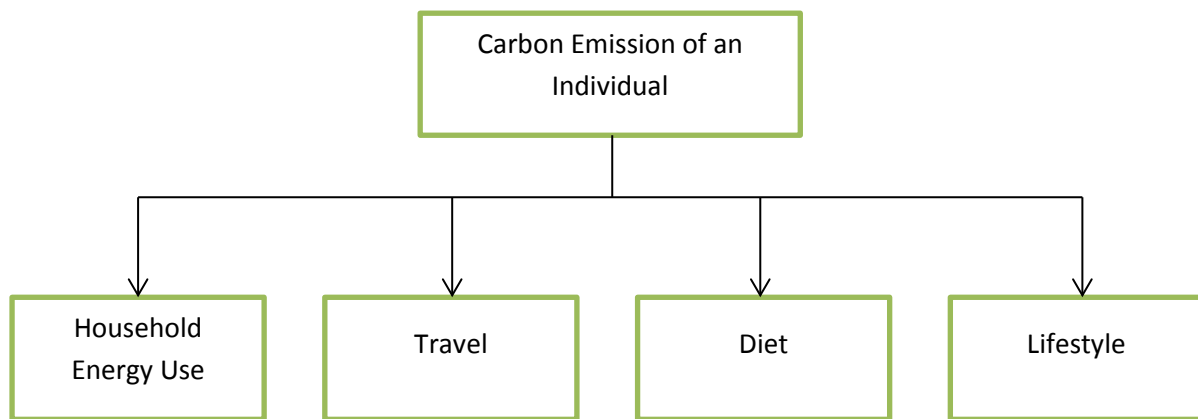 Carbon Emission of an
Individual
Household
Energy Use
Travel
Diet
Lifestyle